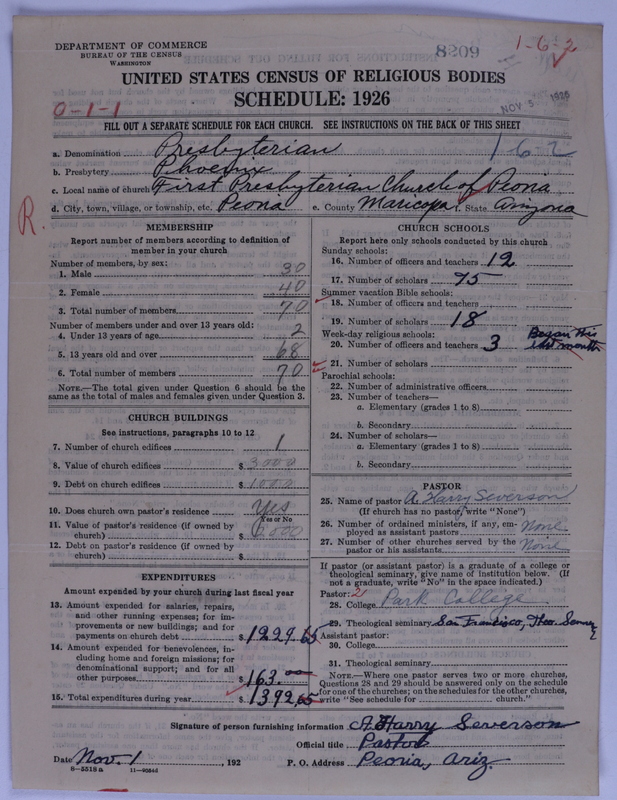 DEPARTMENT OF COMMERCE
BUREAU OF THE CENSUS
WASHINGTON
8209
1-6-2
UNITED STATES CENSUS OF RELIGIOUS BODIES
SCHEDULE: 1926
0-1-1
NOV 5 1926
FILL OUT A SEPARATE SCHEDULE FOR EACH CHURCH. SEE INSTRUCTIONS ON THE BACK OF THIS SHEET
a. Denomination Presbyterian 162
b. Presbytery Phoenix
c. Local name of church First Presbyterian Church of Peoria
d. City, town, village, or township, etc. Peoria e. County Maricopa f. State Arizona
R.
MEMBERSHIP
Report number of members according to definition of
member in your church
Number of members, by sex:
1. Male 30
2. Female 40
3. Total number of members 70
Number of members under and over 13 years old:
4. Under 13 years of age 2
5. 13 years old and over 68
6. Total number of members 70
NOTE.—The total given under Question 6 should be the
same as the total of males and females given under Question 3.
CHURCH BUILDINGS
See instructions, paragraphs 10 to 12
7. Number of church edifices 1
8. Value of church edifices $ 3000
9. Debt on church edifices $ 1000
10. Does church own pastor's residence Yes
Yes or No
11. Value of pastor's residence (if owned by
church) $
12. Debt on pastor's residence (if owned by
church) $
EXPENDITURES
Amount expended by your church during last fiscal year
13. Amount expended for salaries, repairs,
and other running expenses; for im-
provements or new buildings; and for
payments on church debt $ 1229.65
14. Amount expended for benevolences, in-
cluding home and foreign missions; for
denominational support; and for all
other purposes $ 163.00
15. Total expenditures during year $ 1392.65
CHURCH SCHOOLS
Report here only schools conducted by this church
Sunday schools:
16. Number of officers and teachers 12
17. Number of scholars 75
Summer vacation Bible schools:
18. Number of officers and teachers
19. Number of scholars 18
Week-day religious schools: Began this
20. Number of officers and teachers 3 last month
21. Number of scholars
Parochial schools:
22. Number of administrative officers
23. Number of teachers—
a. Elementary (grades 1 to 8)
b. Secondary
24. Number of scholars—
a. Elementary (grades 1 to 8)
b. Secondary
PASTOR
25. Name of pastor A. Harry Severson
(If church has no pastor, write "None")
26. Number of ordained ministers, if any, em-
ployed as assistant pastors None
27. Number of other churches served by the
pastor or his assistants None
If pastor (or assistant pastor) is a graduate of a college or
theological seminary, give name of institution below. (If
not a graduate, write "No" in the space indicated.)
Pastor: 2
28. College Park College
29. Theological seminary San Francisco, Theo.
Assistant pastor:
30. College
31. Theological seminary
NOTE.—Where one pastor serves two or more churches,
Questions 28 and 29 should be answered only on the schedule
for one of the churches; on the schedules for the other churches,
write "See schedule for church."
Signature of person furnishing information A. Harry Severson
Official title Pastor
Date Nov. 1, 192 P. O. Address Peoria, Ariz.
8—5518 a 11—9594d